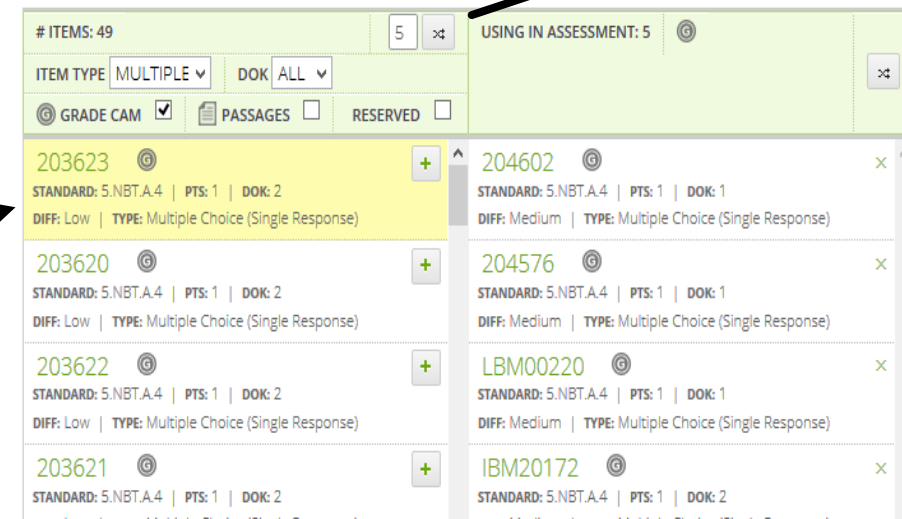 # ITEMS: 49 5
ITEM TYPE MULTIPLE DOK ALL
G GRADE CAM PASSAGES RESERVED
203623 G +
STANDARD: 5.NBT.A.4 | PTS: 1 | DOK: 2
DIFF: Low | TYPE: Multiple Choice (Single Response)
203620 G +
STANDARD: 5.NBT.A.4 | PTS: 1 | DOK: 2
DIFF: Low | TYPE: Multiple Choice (Single Response)
203622 G +
STANDARD: 5.NBT.A.4 | PTS: 1 | DOK: 2
DIFF: Low | TYPE: Multiple Choice (Single Response)
203621 G +
STANDARD: 5.NBT.A.4 | PTS: 1 | DOK: 2
USING IN ASSESSMENT: 5 G
204602 G x
STANDARD: 5.NBT.A.4 | PTS: 1 | DOK: 1
DIFF: Medium | TYPE: Multiple Choice (Single Response)
204576 G x
STANDARD: 5.NBT.A.4 | PTS: 1 | DOK: 1
DIFF: Medium | TYPE: Multiple Choice (Single Response)
LBM00220 G x
STANDARD: 5.NBT.A.4 | PTS: 1 | DOK: 1
DIFF: Medium | TYPE: Multiple Choice (Single Response)
IBM20172 G x
STANDARD: 5.NBT.A.4 | PTS: 1 | DOK: 2